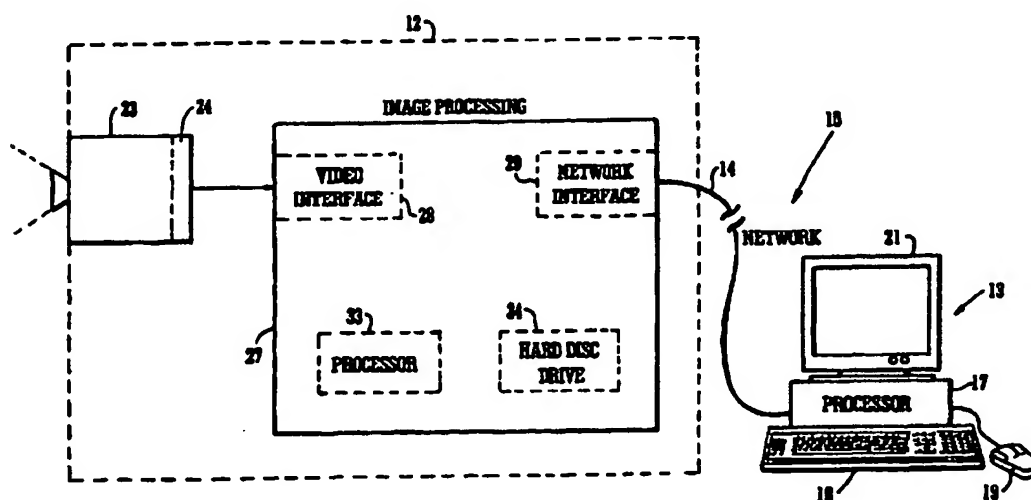 12
23
24
IMAGE PROCESSING
VIDEO
INTERFACE
28
29
NETWORK
INTERFACE
14
15
NETWORK
21
13
27
33
PROCESSOR
34
HARD DISC
DRIVE
17
PROCESSOR
18
19